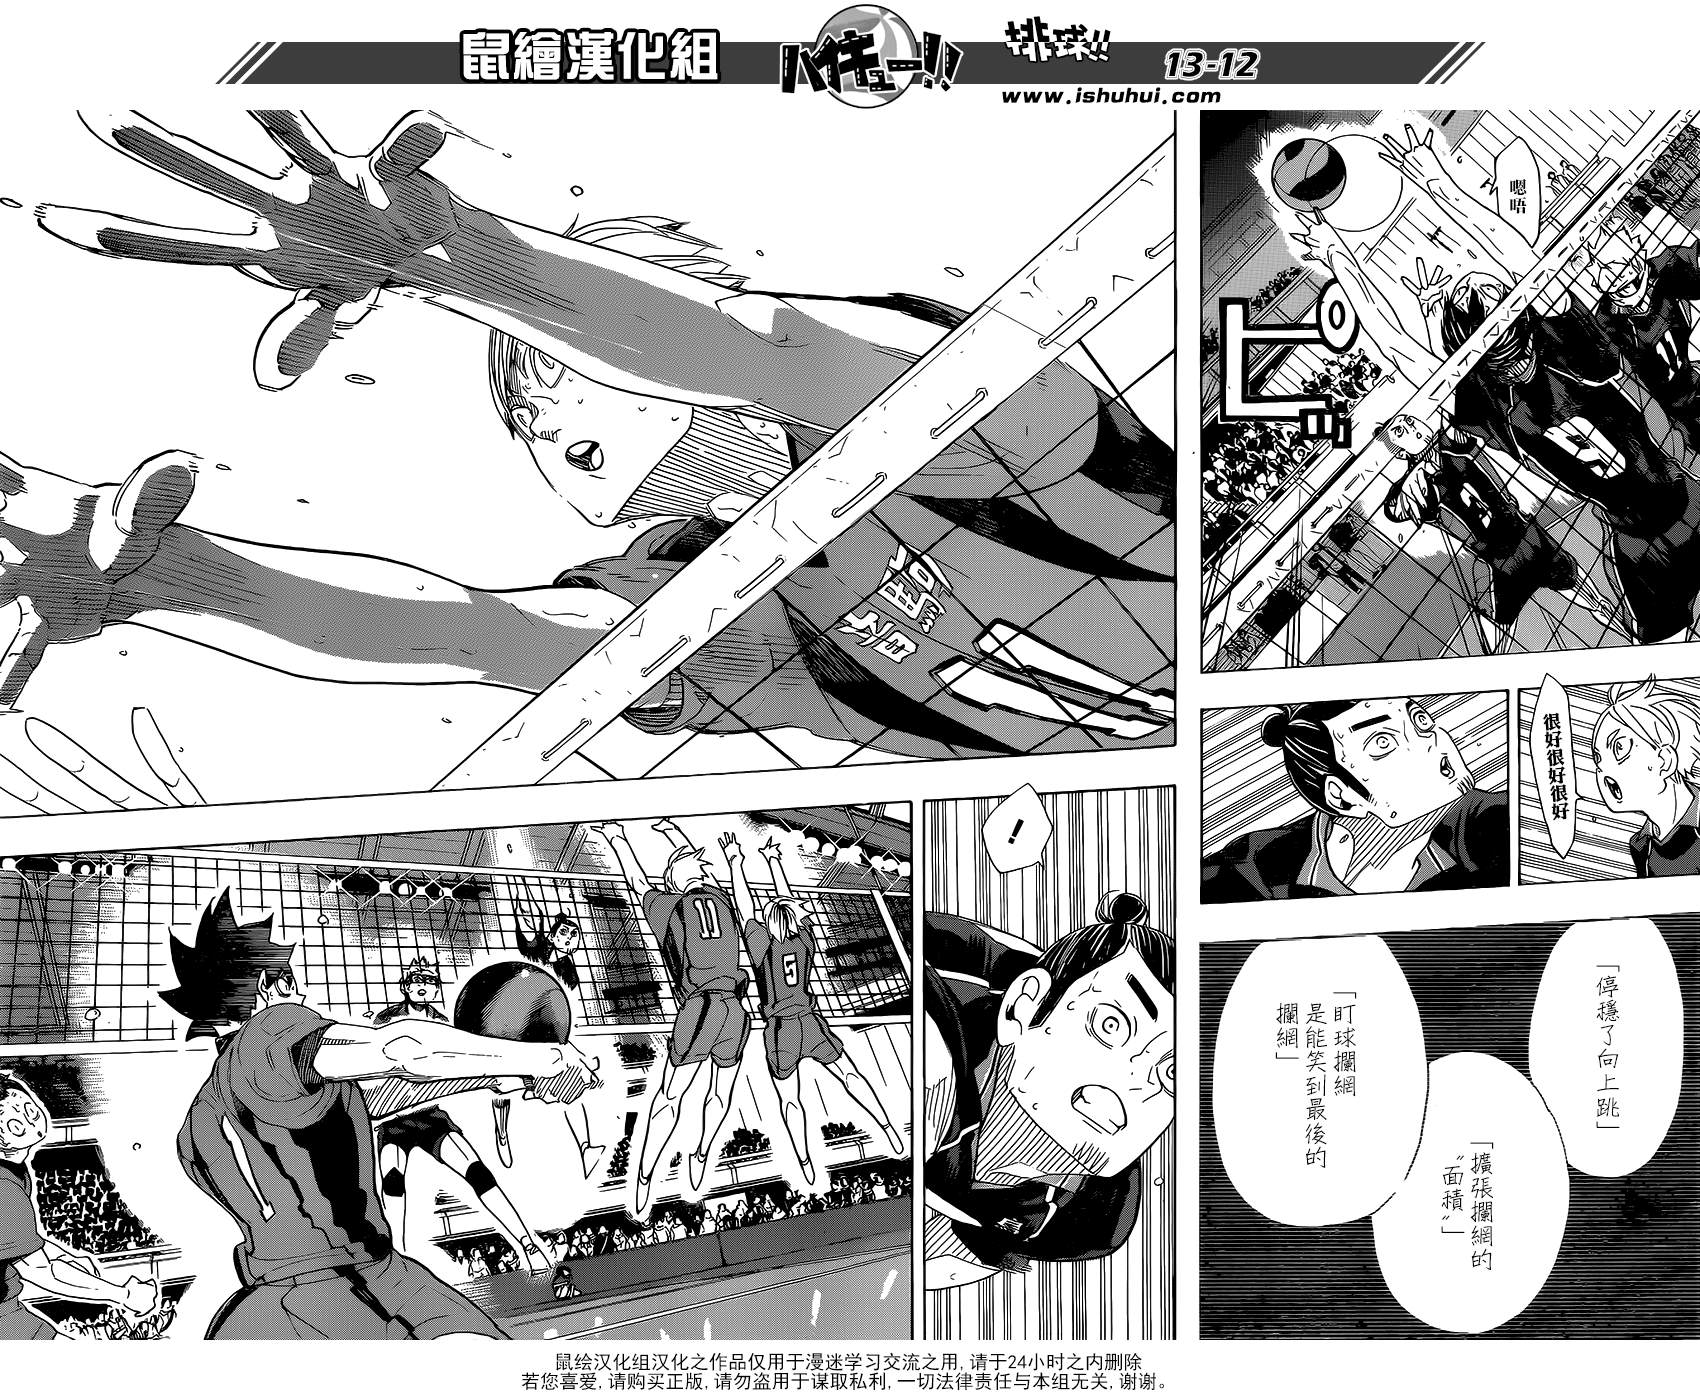 鼠繪漢化組
ハイキュー!!
排球!!
13-12
www.ishuhui.com
嗯唔
ピピッ
很好很好很好
「停穩了向上跳」
「擴張攔網的
〝面積〞」
「盯球攔網
是能笑到最後的
攔網」
!
11
5
1
鼠绘汉化组汉化之作品仅用于漫迷学习交流之用,请于24小时之内删除
若您喜爱,请购买正版,请勿盗用于谋取私利,一切法律责任与本组无关,谢谢。